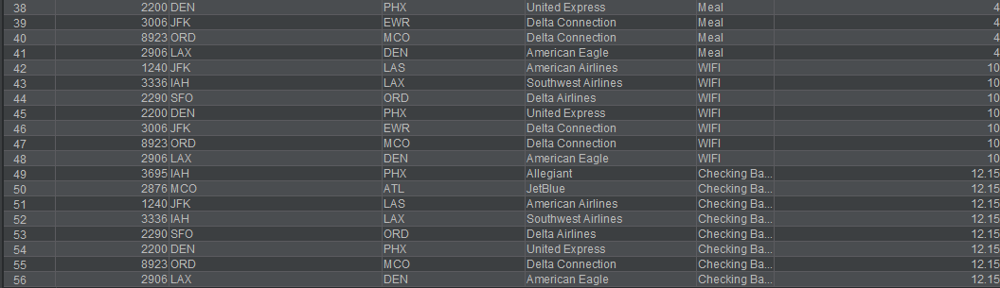 38 2200 DEN PHX United Express Meal 4
39 3006 JFK EWR Delta Connection Meal 4
40 8923 ORD MCO Delta Connection Meal 4
41 2906 LAX DEN American Eagle Meal 4
42 1240 JFK LAS American Airlines WIFI 10
43 3336 IAH LAX Southwest Airlines WIFI 10
44 2290 SFO ORD Delta Airlines WIFI 10
45 2200 DEN PHX United Express WIFI 10
46 3006 JFK EWR Delta Connection WIFI 10
47 8923 ORD MCO Delta Connection WIFI 10
48 2906 LAX DEN American Eagle WIFI 10
49 3695 IAH PHX Allegiant Checking Ba... 12.15
50 2876 MCO ATL JetBlue Checking Ba... 12.15
51 1240 JFK LAS American Airlines Checking Ba... 12.15
52 3336 IAH LAX Southwest Airlines Checking Ba... 12.15
53 2290 SFO ORD Delta Airlines Checking Ba... 12.15
54 2200 DEN PHX United Express Checking Ba... 12.15
55 8923 ORD MCO Delta Connection Checking Ba... 12.15
56 2906 LAX DEN American Eagle Checking Ba... 12.15